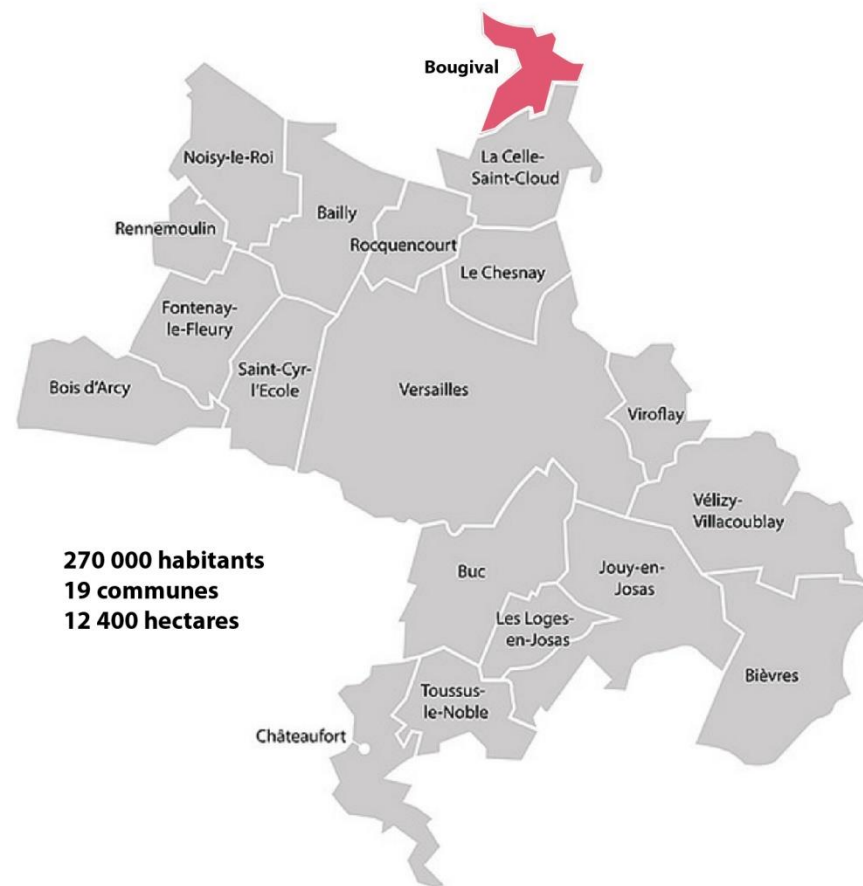 Bougival
La Celle-
Saint-Cloud
Noisy-le-Roi
Bailly
Rennemoulin
Rocquencourt
Le Chesnay
Fontenay-
le-Fleury
Saint-Cyr-
l'Ecole
Bois d'Arcy
Versailles
Viroflay
Vélizy-
Villacoublay
270 000 habitants
19 communes
12 400 hectares
Buc
Jouy-en-
Josas
Les Loges-
en-Josas
Bièvres
Toussus-
le-Noble
Châteaufort